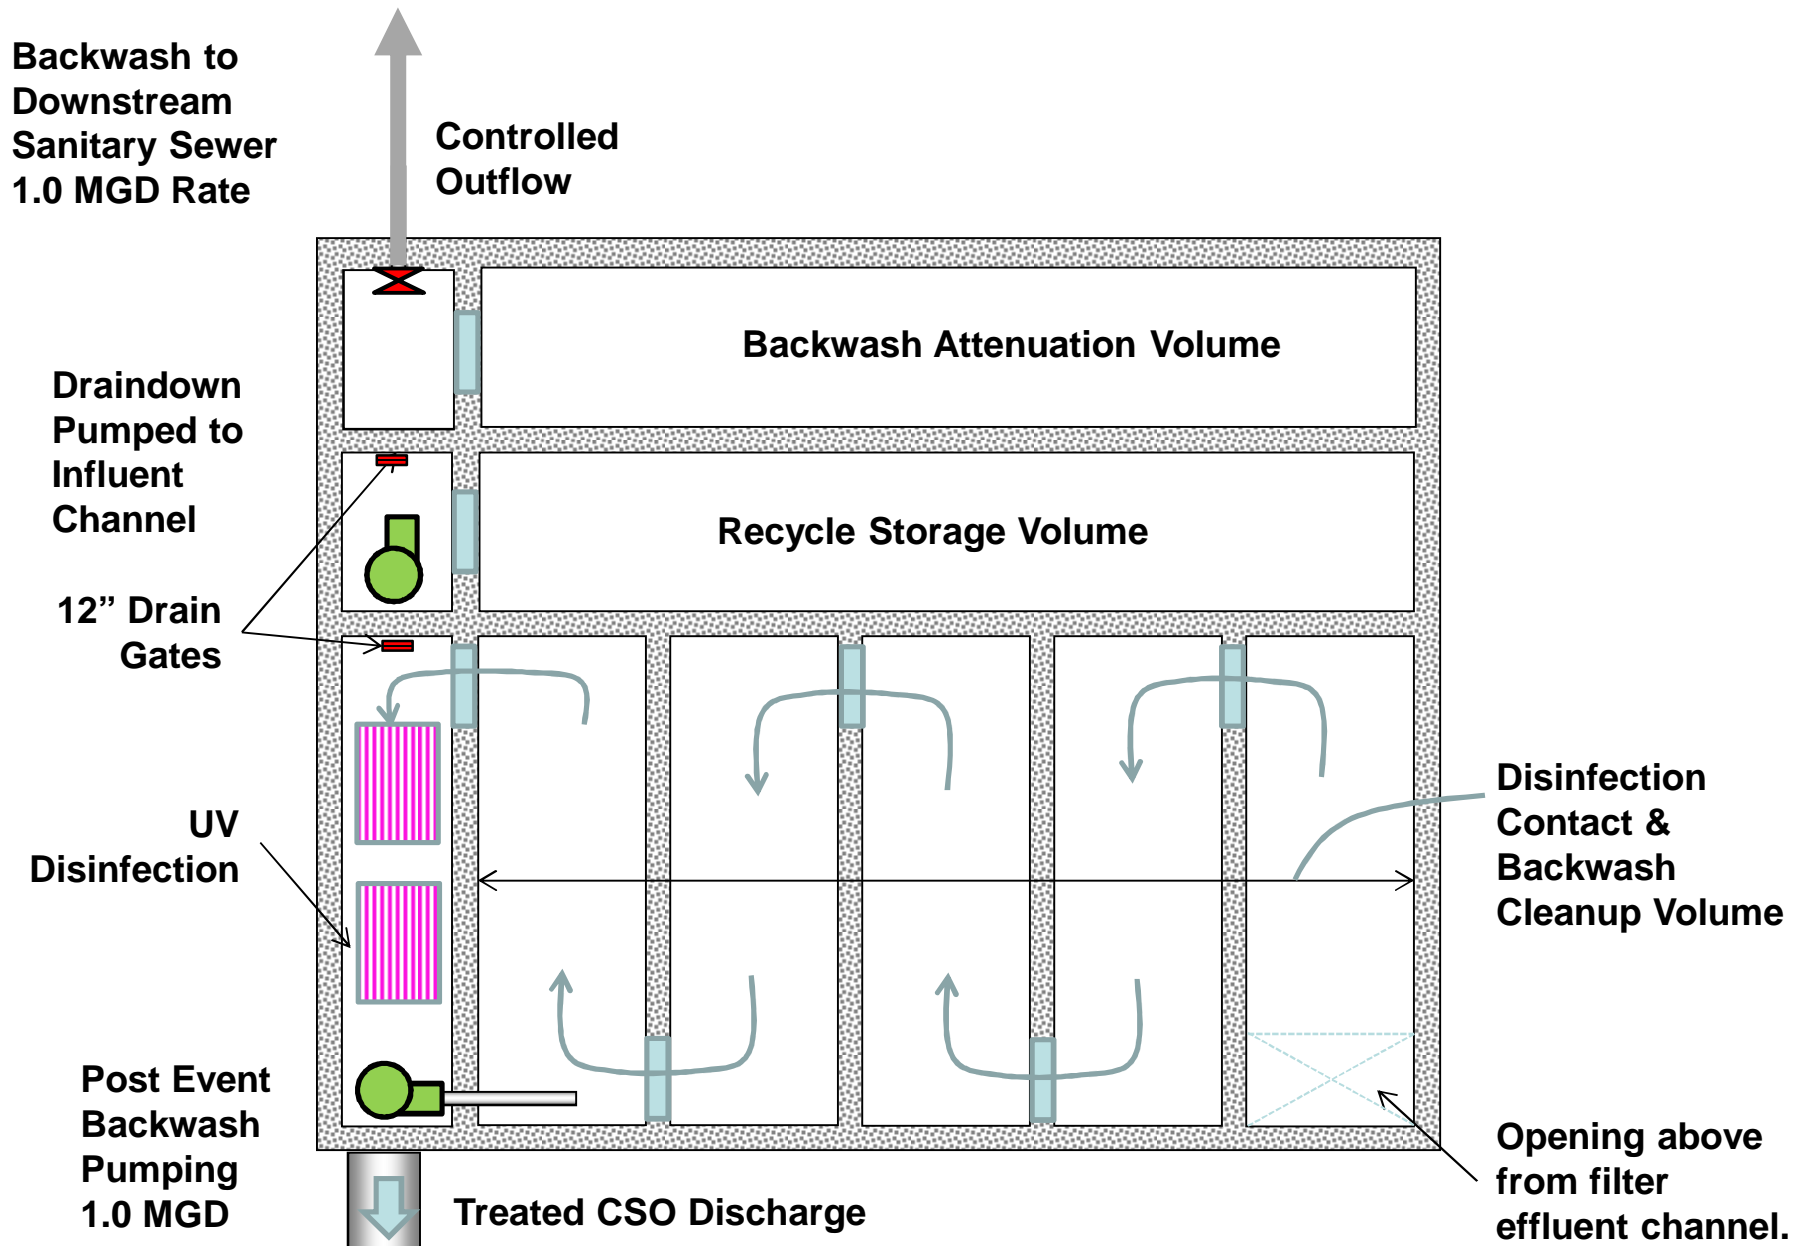 Backwash to
Downstream
Sanitary Sewer
1.0 MGD Rate
Controlled
Outflow
Backwash Attenuation Volume
Draindown
Pumped to
Influent
Channel
Recycle Storage Volume
12” Drain
Gates
UV
Disinfection
Disinfection
Contact &
Backwash
Cleanup Volume
Post Event
Backwash
Pumping
1.0 MGD
Treated CSO Discharge
Opening above
from filter
effluent channel.